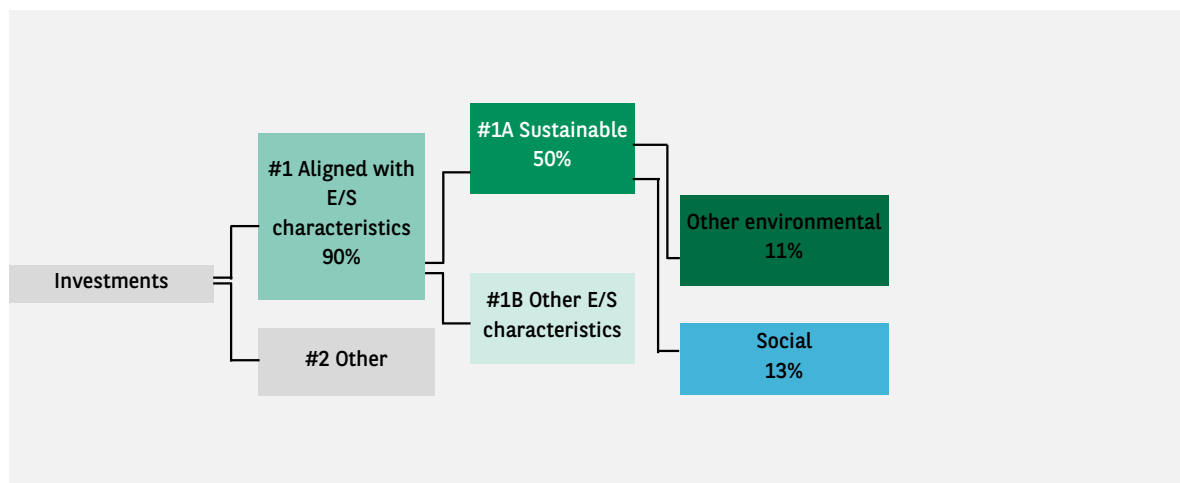 Investments
#1 Aligned with
E/S
characteristics
90%
#2 Other
#1A Sustainable
50%
#1B Other E/S
characteristics
Other environmental
11%
Social
13%